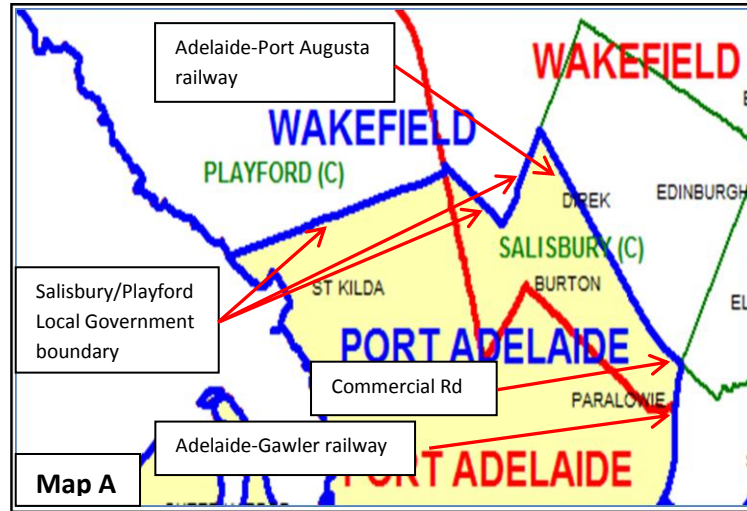 Adelaide-Port Augusta
railway
WAKEFIELD
WAKEFIELD
PLAYFORD (C)
DIREK
EDINBURGH
SALISBURY (C)
Salisbury/Playford
Local Government
boundary
ST KILDA
BURTON
EL
PORT ADELAIDE
Commercial Rd
PARALOWIE
Adelaide-Gawler railway
Map A
PORT ADELAIDE